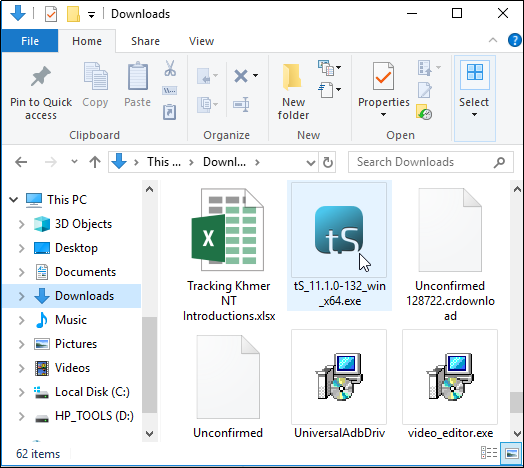 Downloads
File Home Share View
Pin to Quick access
Copy
Paste
Clipboard
Organize
New folder
New
Properties
Open
Select
This ... Downl...
Search Downloads
This PC
3D Objects
Desktop
Documents
Downloads
Music
Pictures
Videos
Local Disk (C:)
HP_TOOLS (D:)
Tracking Khmer
NT
Introductions.xlsx
tS_11.1.0-132_win
_x64.exe
Unconfirmed
128722.crdownlo
ad
Unconfirmed
UniversalAdbDriv
video_editor.exe
tS
X
62 items